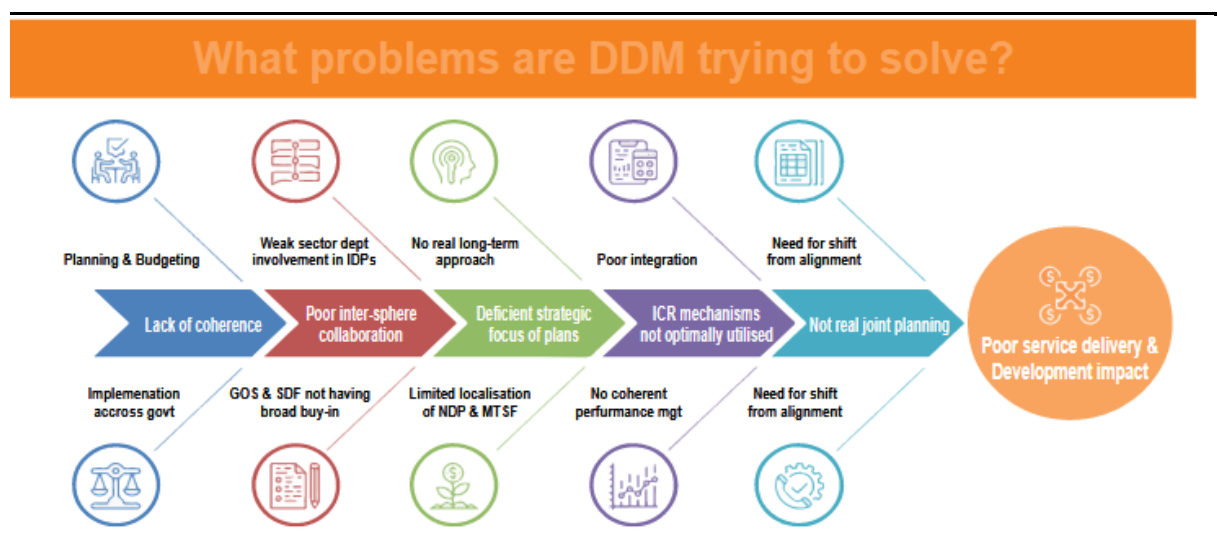 What problems are DDM trying to solve?
Planning & Budgeting
Weak sector dept
involvement in IDPs
No real long-term
approach
Poor integration
Need for shift
from alignment
Lack of coherence
Poor inter-sphere
collaboration
Deficient strategic
focus of plans
ICR mechanisms
not optimally utilised
Not real joint planning
Poor service delivery &
Development impact
Implemenation
accross govt
GOS & SDF not having
broad buy-in
Limited localisation
of NDP & MTSF
No coherent
perfurmance mgt
Need for shift
from alignment